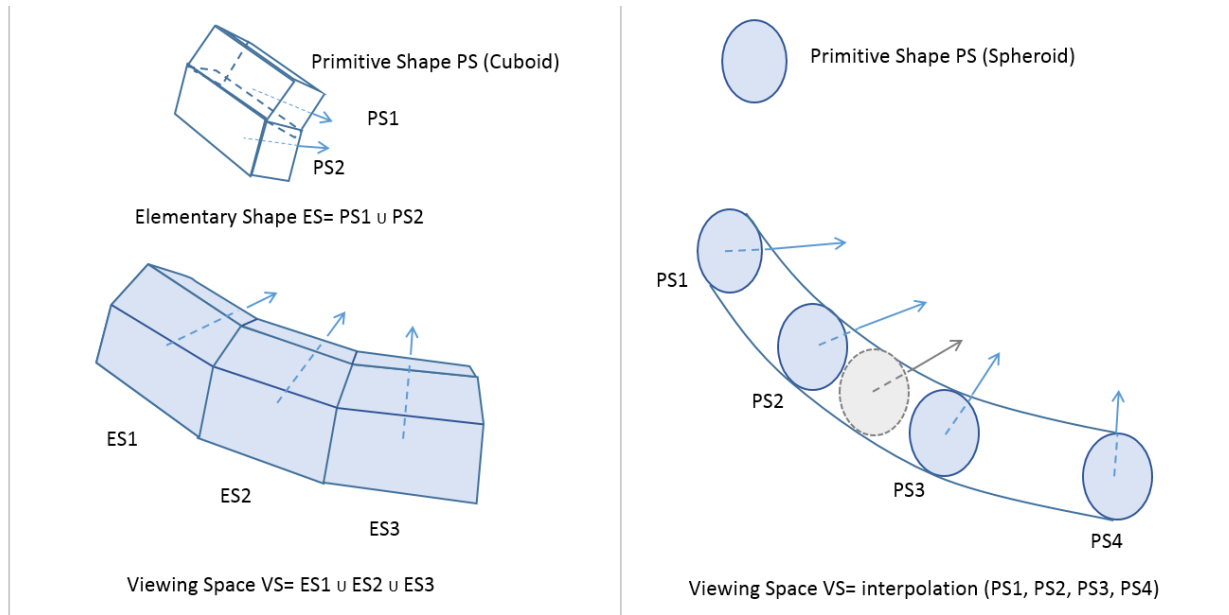 Primitive Shape PS (Cuboid)
PS1
PS2
Elementary Shape ES= PS1 ∪ PS2
ES1
ES2
ES3
Viewing Space VS= ES1 ∪ ES2 ∪ ES3
Primitive Shape PS (Spheroid)
PS1
PS2
PS3
PS4
Viewing Space VS= interpolation (PS1, PS2, PS3, PS4)